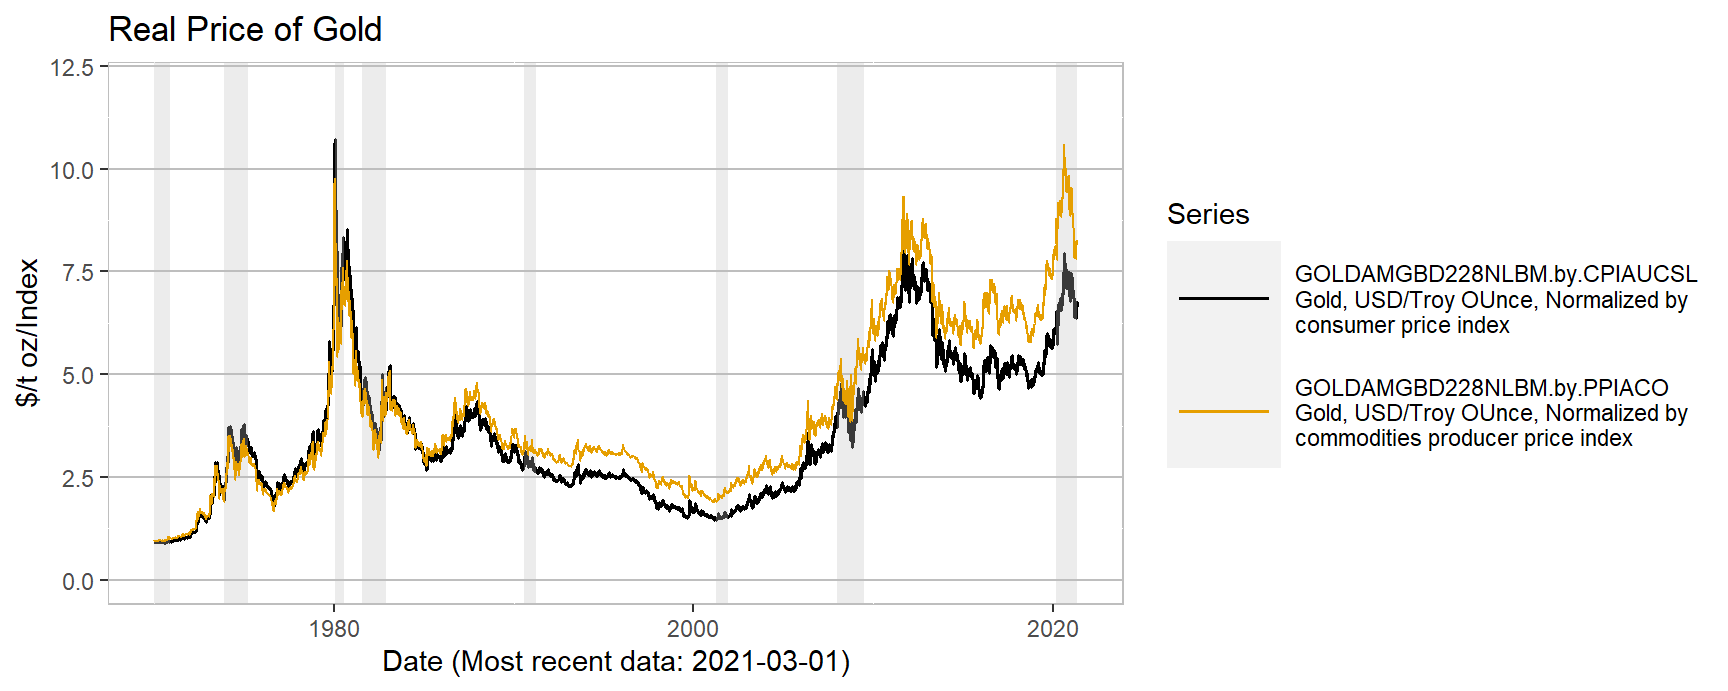 Real Price of Gold
12.5
10.0
7.5
5.0
2.5
0.0
$/t oz/Index
1980
2000
2020
Date (Most recent data: 2021-03-01)
Series
GOLDAMGBD228NLBM.by.CPIAUCSL
Gold, USD/Troy OUnce, Normalized by
consumer price index
GOLDAMGBD228NLBM.by.PPIACO
Gold, USD/Troy OUnce, Normalized by
commodities producer price index